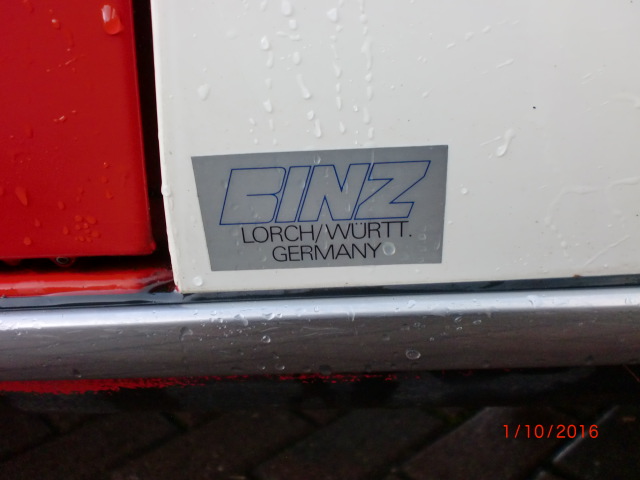 BINZ
LORCH/WÜRTT.
GERMANY
1/10/2016